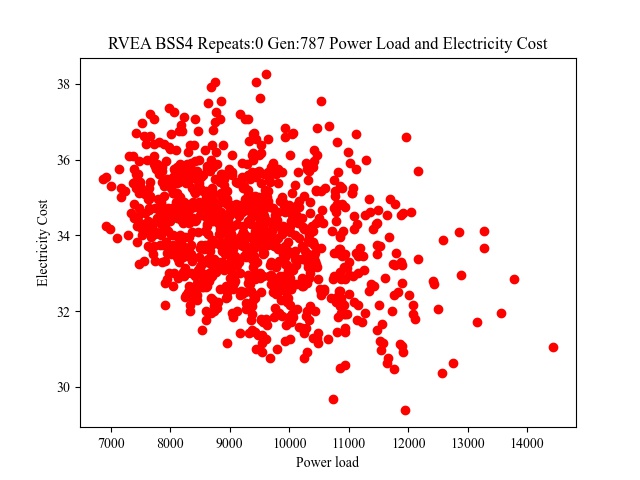 RVEA BSS4 Repeats:0 Gen:787 Power Load and Electricity Cost
38
36
34
32
30
Electricity Cost
7000 8000 9000 10000 11000 12000 13000 14000
Power load